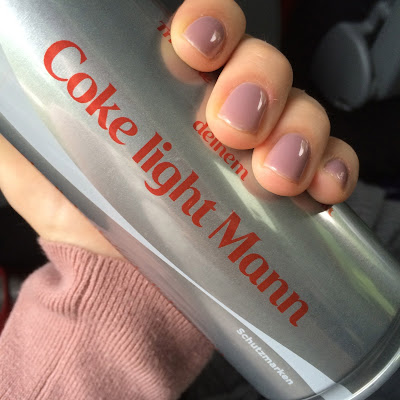 deinem
Coke light Mann
Schutzmarken